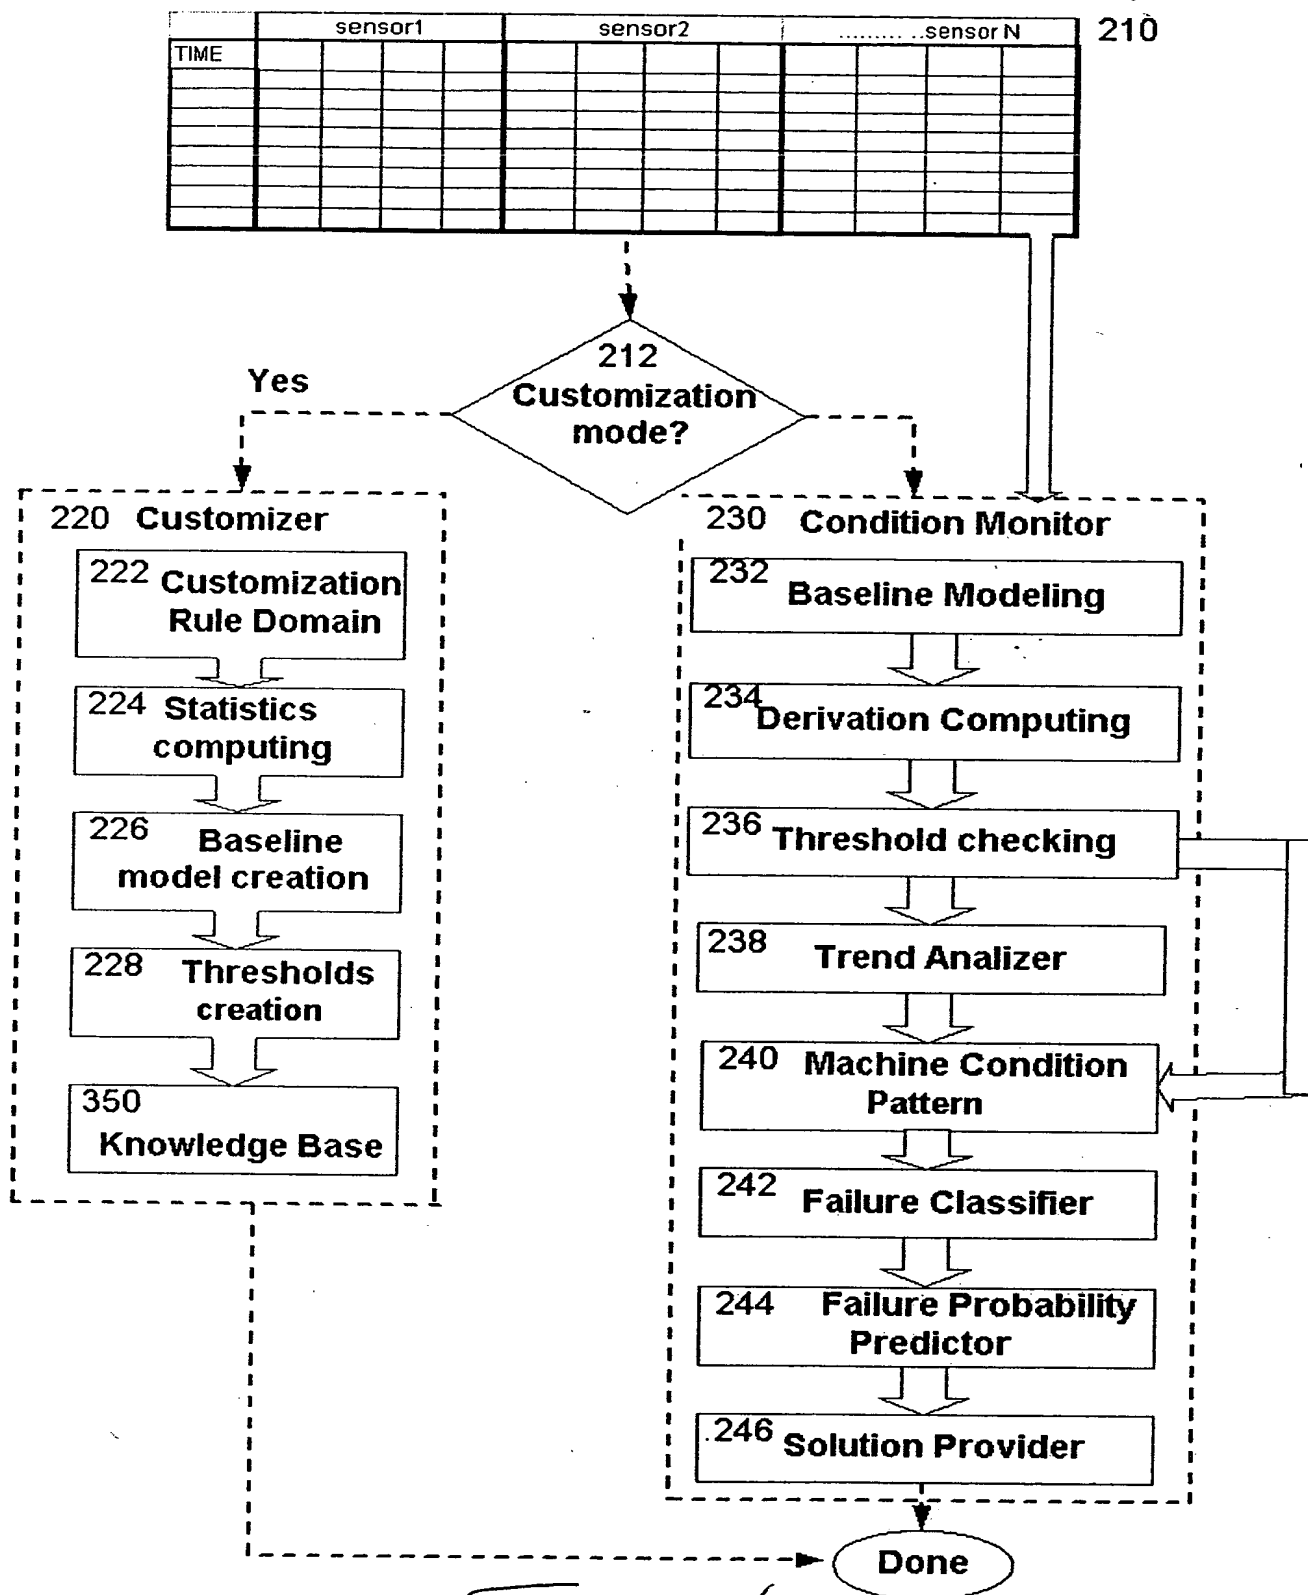 sensor1 sensor2 ......... ..sensor N 210
TIME
212
Customization
mode?
Yes
220 Customizer
222 Customization
Rule Domain
224 Statistics
computing
226 Baseline
model creation
228 Thresholds
creation
350
Knowledge Base
230 Condition Monitor
232 Baseline Modeling
234 Derivation Computing
236 Threshold checking
238 Trend Analizer
240 Machine Condition
Pattern
242 Failure Classifier
244 Failure Probability
Predictor
246 Solution Provider
Done